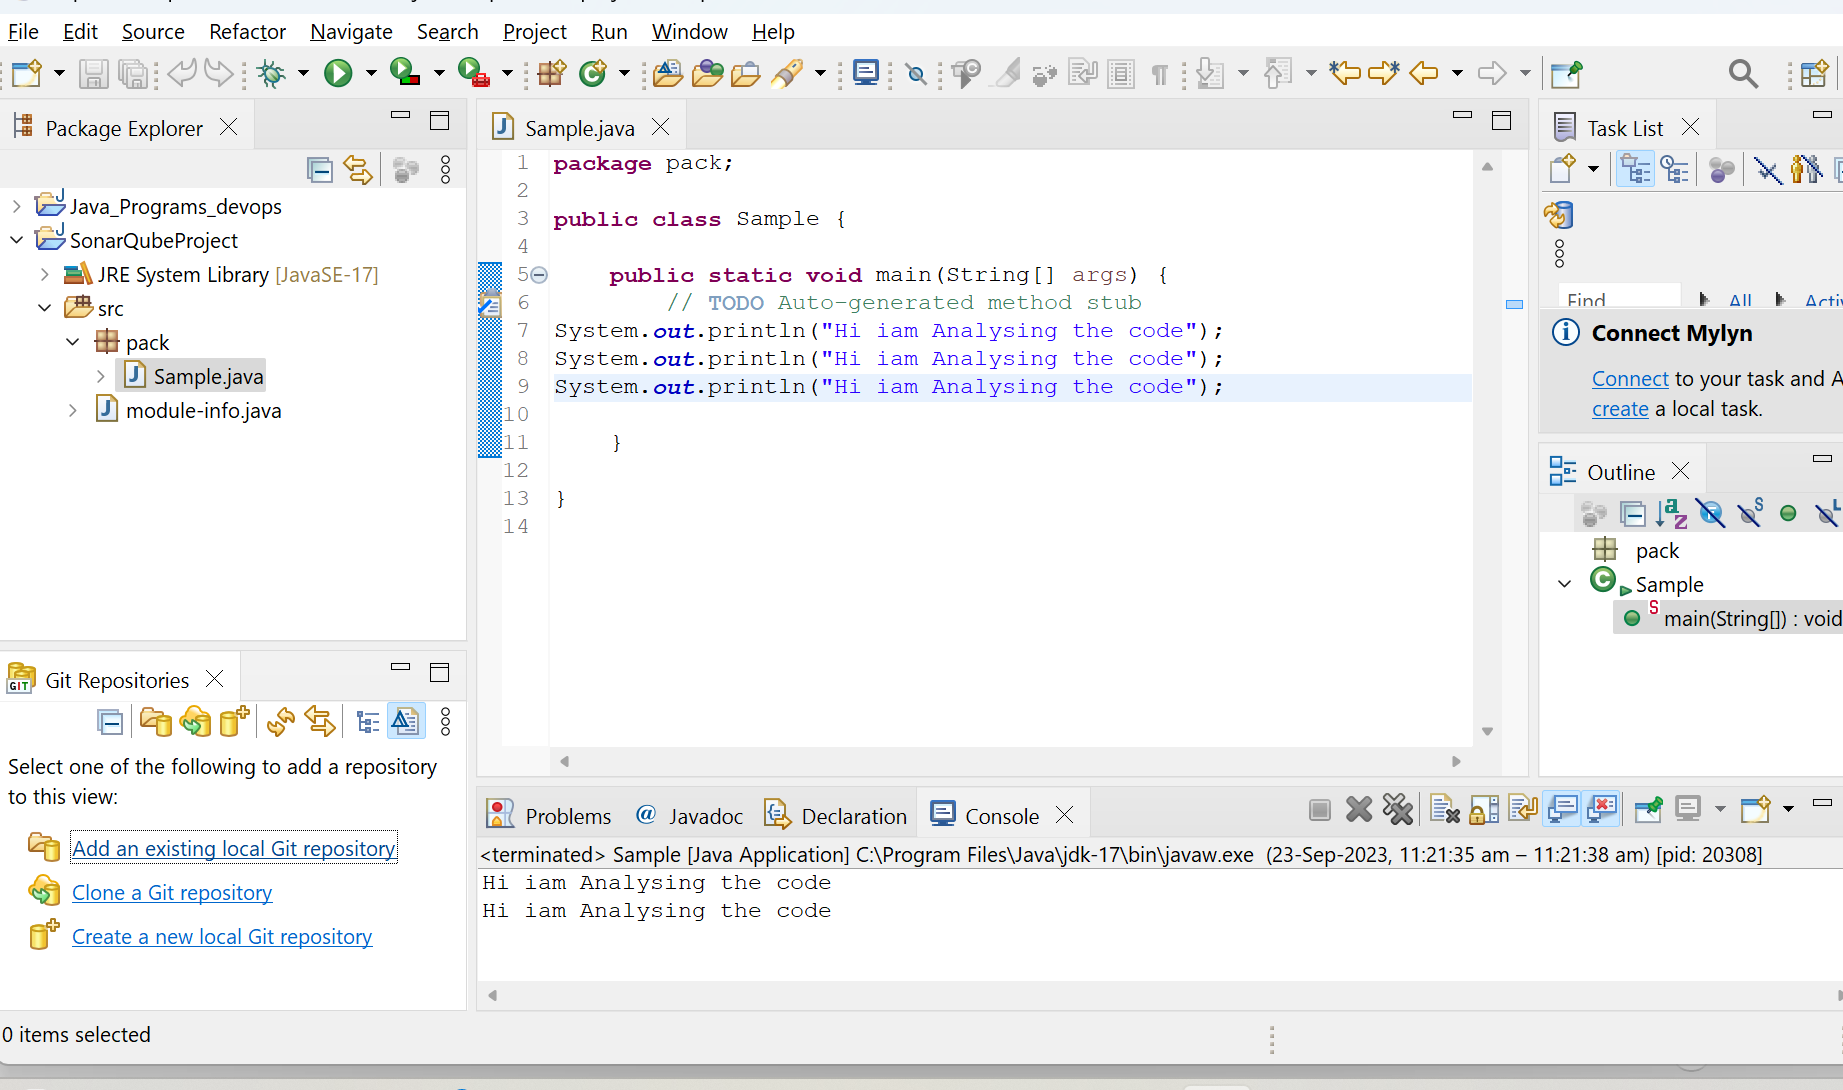 File Edit Source Refactor Navigate Search Project Run Window Help
Package Explorer
Java_Programs_devops
SonarQubeProject
JRE System Library [JavaSE-17]
src
pack
Sample.java
module-info.java
Git Repositories
GIT
Select one of the following to add a repository
to this view:
Add an existing local Git repository
Clone a Git repository
Create a new local Git repository
0 items selected
Sample.java
1 package pack;
2
3 public class Sample {
4
5 public static void main(String[] args) {
6 // TODO Auto-generated method stub
7 System.out.println("Hi iam Analysing the code");
8 System.out.println("Hi iam Analysing the code");
9 System.out.println("Hi iam Analysing the code");
10
11 }
12
13 }
14
Problems @ Javadoc Declaration Console
<terminated> Sample [Java Application] C:\Program Files\Java\jdk-17\bin\javaw.exe (23-Sep-2023, 11:21:35 am – 11:21:38 am) [pid: 20308]
Hi iam Analysing the code
Hi iam Analysing the code
Task List
Find All Activ
Connect Mylyn
Connect to your task and A
create a local task.
Outline
pack
Sample
main(String[]) : void